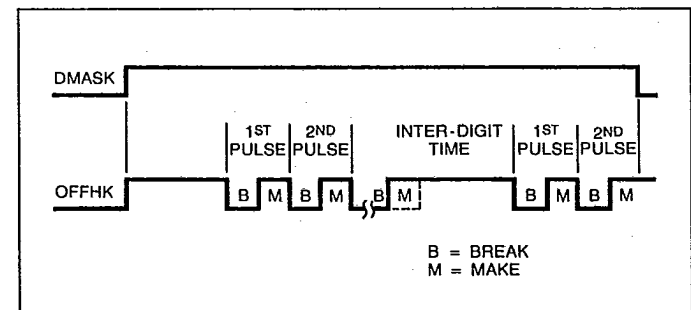 DMASK
1ST PULSE
2ND PULSE
INTER-DIGIT TIME
1ST PULSE
2ND PULSE
OFFHK
B M B M B M B M B M
B = BREAK
M = MAKE